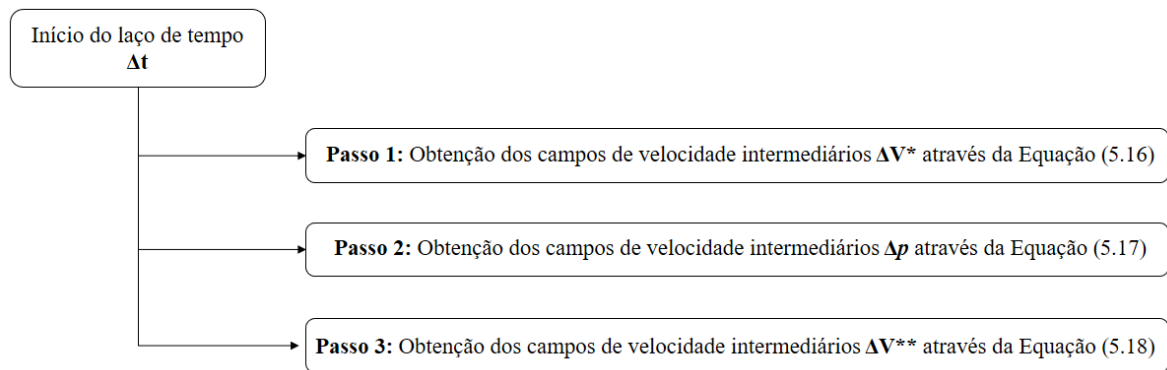 Início do laço de tempo
Δt
Passo 1: Obtenção dos campos de velocidade intermediários ΔV* através da Equação (5.16)
Passo 2: Obtenção dos campos de velocidade intermediários Δp através da Equação (5.17)
Passo 3: Obtenção dos campos de velocidade intermediários ΔV** através da Equação (5.18)